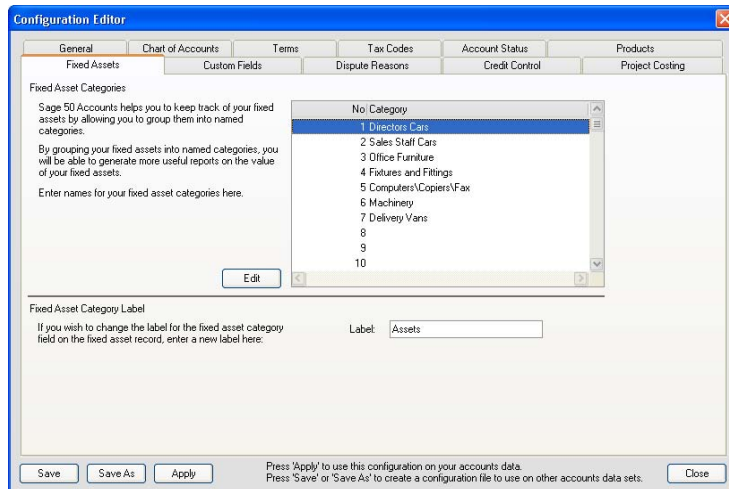 Configuration Editor
General Chart of Accounts Terms Tax Codes Account Status Products
Fixed Assets Custom Fields Dispute Reasons Credit Control Project Costing
Fixed Asset Categories
Sage 50 Accounts helps you to keep track of your fixed
assets by allowing you to group them into named
categories.
By grouping your fixed assets into named categories, you
will be able to generate more useful reports on the value
of your fixed assets.
Enter names for your fixed asset categories here.
Edit
No Category
1 Directors Cars
2 Sales Staff Cars
3 Office Furniture
4 Fixtures and Fittings
5 Computers\Copiers\Fax
6 Machinery
7 Delivery Vans
8
9
10
Fixed Asset Category Label
If you wish to change the label for the fixed asset category
field on the fixed asset record, enter a new label here:
Label: Assets
Save Save As Apply
Press 'Apply' to use this configuration on your accounts data.
Press 'Save' or 'Save As' to create a configuration file to use on other accounts data sets.
Close